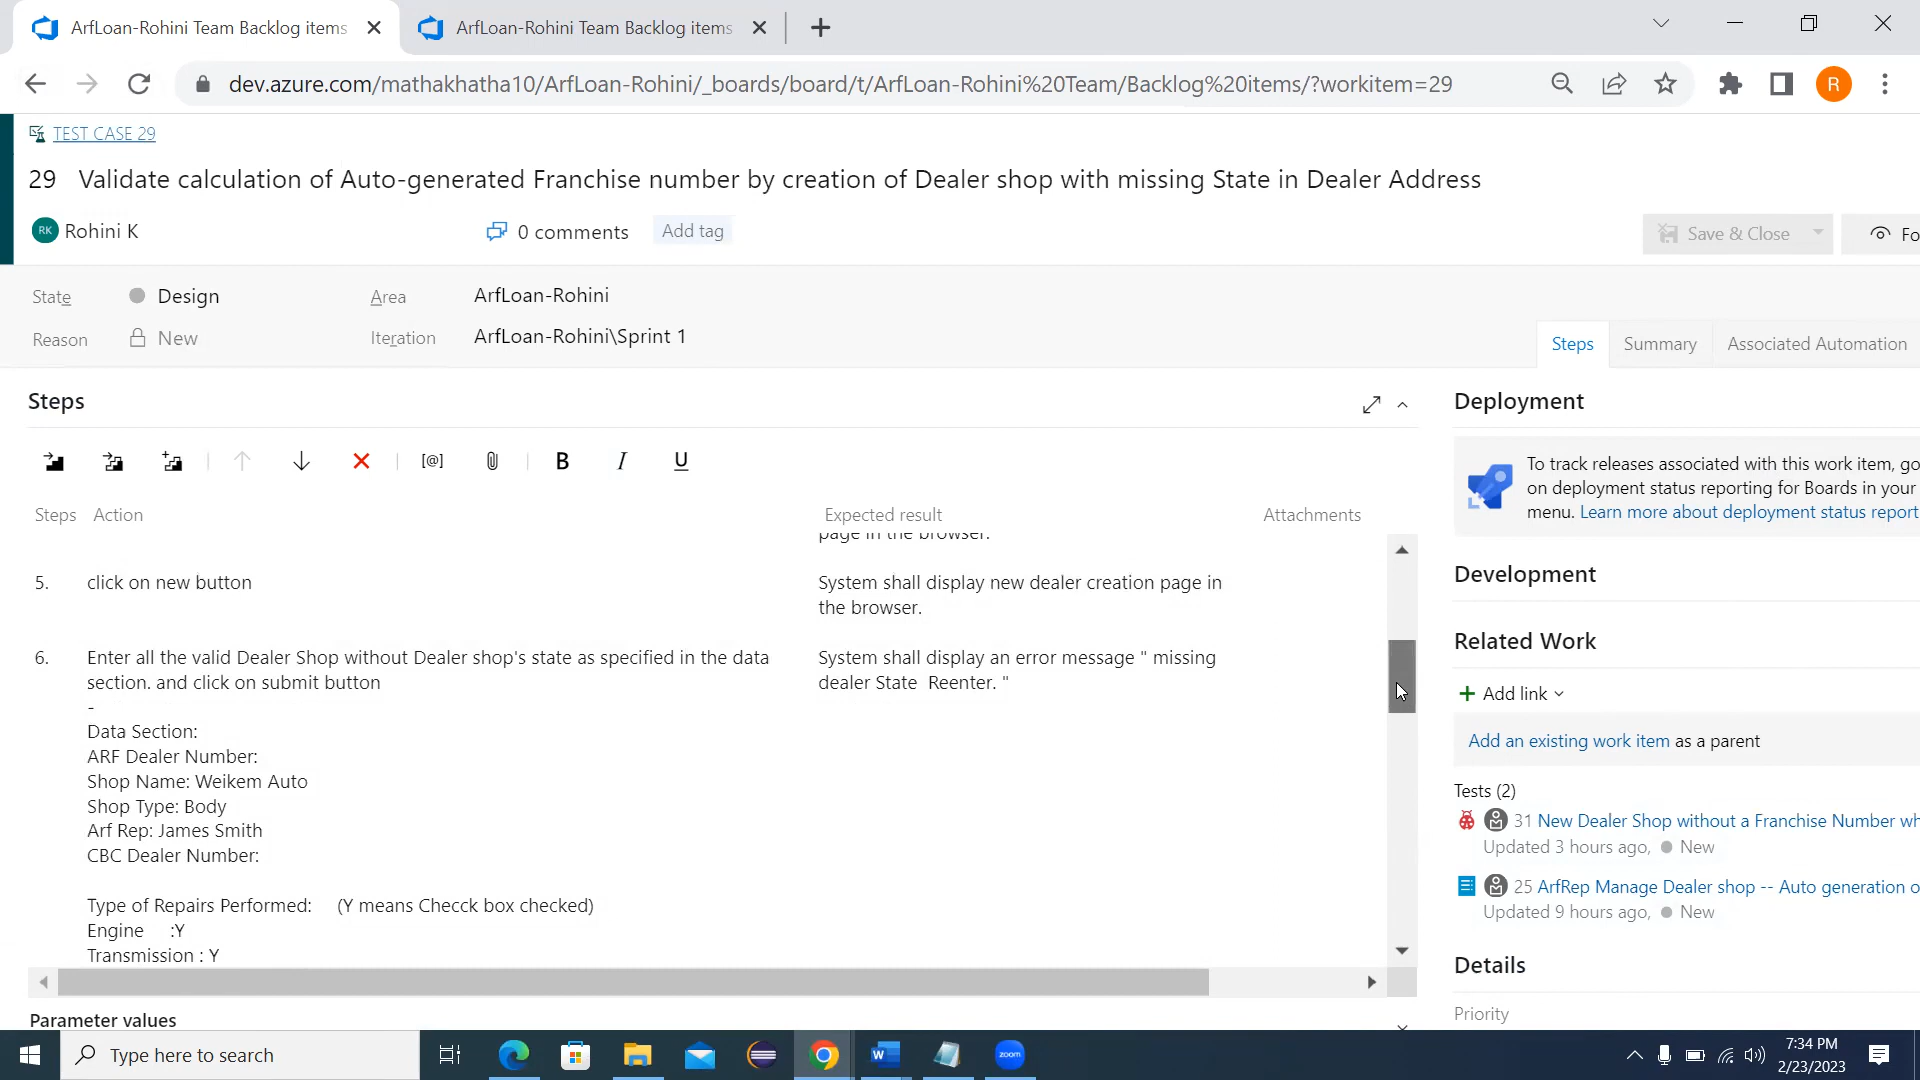 ArfLoan-Rohini Team Backlog items
ArfLoan-Rohini Team Backlog items
dev.azure.com/mathakhatha10/ArfLoan-Rohini/_boards/board/t/ArfLoan-Rohini%20Team/Backlog%20items/?workitem=29
R
TEST CASE 29
29 Validate calculation of Auto-generated Franchise number by creation of Dealer shop with missing State in Dealer Address
RK Rohini K
0 comments
Add tag
Save & Close
Fo
State
Design
Area
ArfLoan-Rohini
Reason
New
Iteration
ArfLoan-Rohini\Sprint 1
Steps
Summary
Associated Automation
Steps
[@]
B
I
U
Steps Action Expected result Attachments
page in the browser.
5. click on new button
System shall display new dealer creation page in
the browser.
6. Enter all the valid Dealer Shop without Dealer shop's state as specified in the data
section. and click on submit button
-
Data Section:
ARF Dealer Number:
Shop Name: Weikem Auto
Shop Type: Body
Arf Rep: James Smith
CBC Dealer Number:
Type of Repairs Performed: (Y means Checck box checked)
Engine :Y
Transmission : Y
System shall display an error message " missing
dealer State Reenter. "
Parameter values
Deployment
To track releases associated with this work item, go
on deployment status reporting for Boards in your
menu. Learn more about deployment status report
Development
Related Work
Add link
Add an existing work item as a parent
Tests (2)
31 New Dealer Shop without a Franchise Number wh
Updated 3 hours ago, New
25 ArfRep Manage Dealer shop -- Auto generation o
Updated 9 hours ago, New
Details
Priority
Type here to search
W
zoom
7:34 PM
2/23/2023